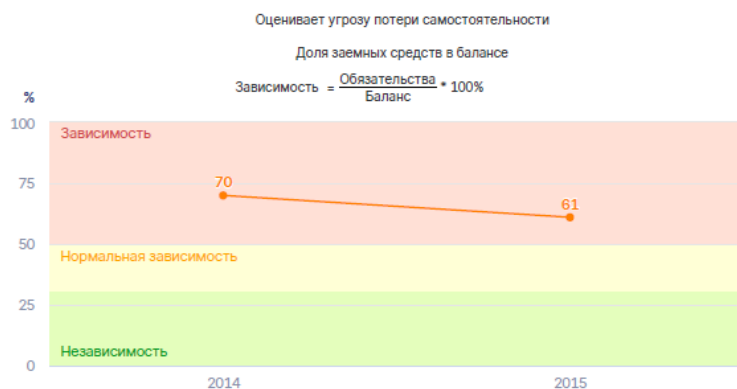 Оценивает угрозу потери самостоятельности
Доля заемных средств в балансе
Зависимость = Обязательства / Баланс * 100%
%
100
Зависимость
75
70
61
50
Нормальная зависимость
25
Независимость
0
2014 2015